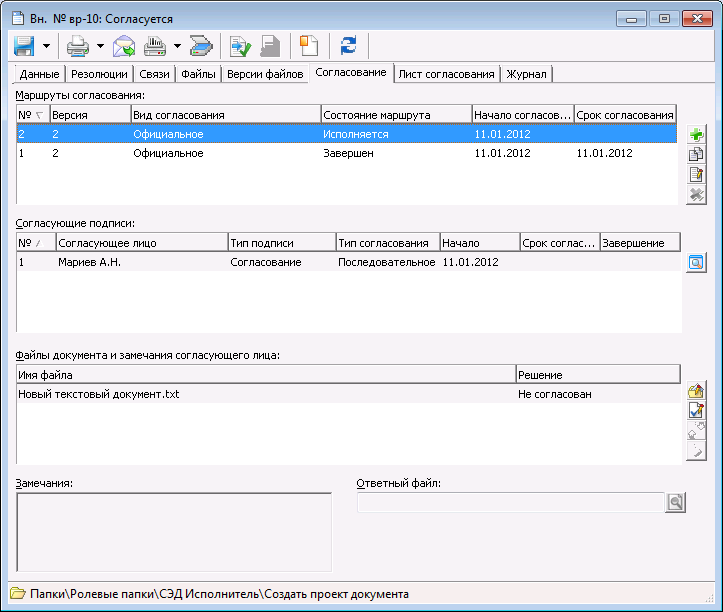 Вн. № вр-10: Согласуется
Данные Резолюции Связи Файлы Версии файлов Согласование Лист согласования Журнал
Маршруты согласования:
№ Версия Вид согласования Состояние маршрута Начало согласов... Срок согласования
2 2 Официальное Исполняется 11.01.2012
1 2 Официальное Завершен 11.01.2012 11.01.2012
Согласующие подписи:
№ Согласующее лицо Тип подписи Тип согласования Начало Срок соглас... Завершение
1 Мариев А.Н. Согласование Последовательное 11.01.2012
Файлы документа и замечания согласующего лица:
Имя файла Решение
Новый текстовый документ.txt Не согласован
Замечания: Ответный файл:
Папки\Ролевые папки\СЭД Исполнитель\Создать проект документа